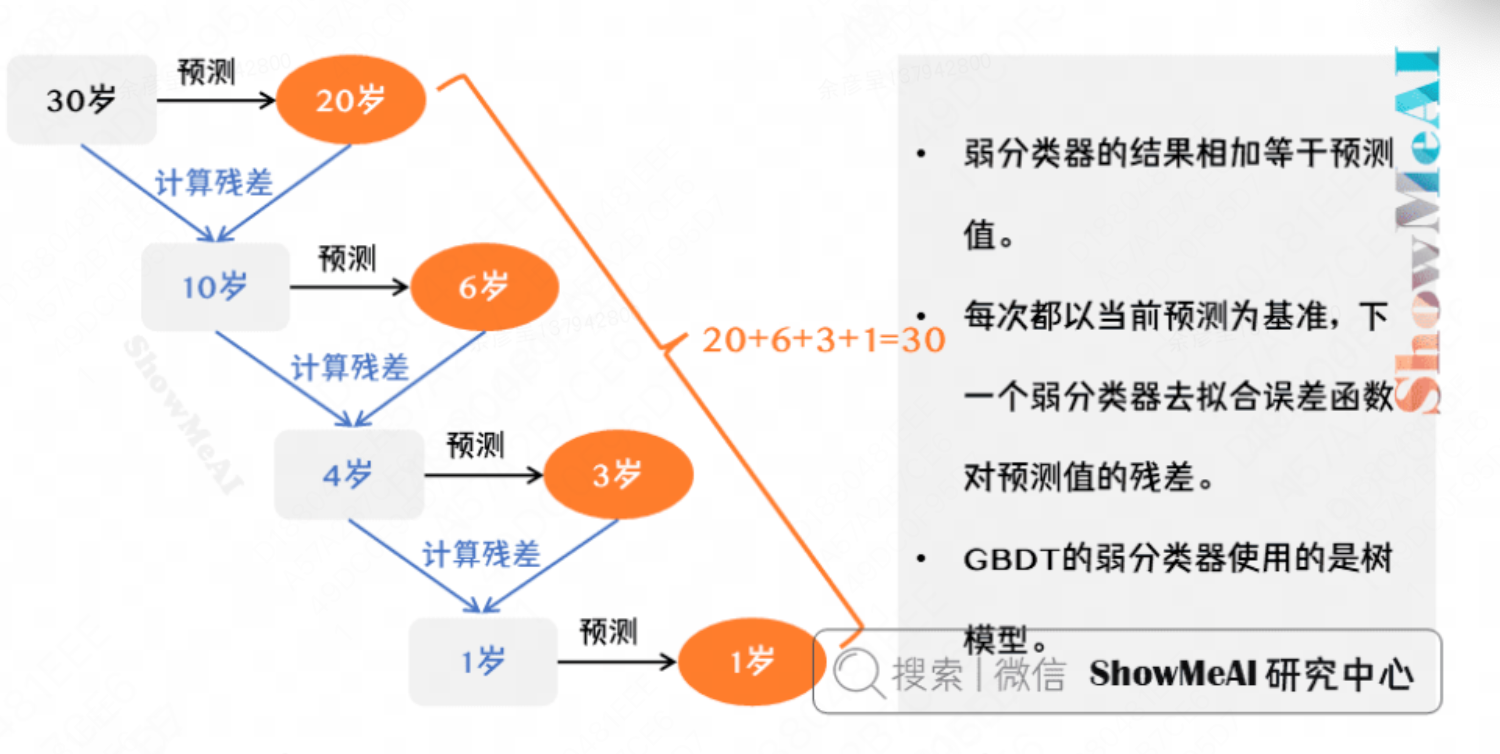 30岁
预测
20岁
计算残差
10岁
预测
6岁
计算残差
4岁
预测
3岁
计算残差
1岁
预测
1岁
20+6+3+1=30
• 弱分类器的结果相加等于预测
值。
• 每次都以当前预测为基准，下
一个弱分类器去拟合误差函数
对预测值的残差。
• GBDT的弱分类器使用的是树
模型。
搜索 | 微信 ShowMeAI 研究中心
ShowMeAI
ShowMeAI